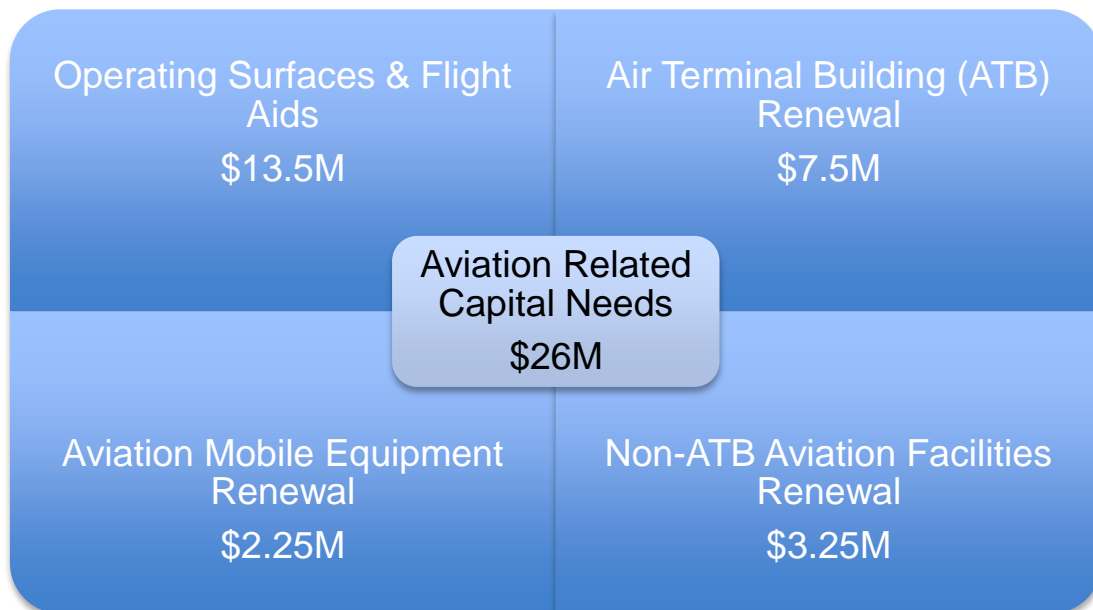 Operating Surfaces & Flight
Aids
$13.5M
Air Terminal Building (ATB)
Renewal
$7.5M
Aviation Related
Capital Needs
$26M
Aviation Mobile Equipment
Renewal
$2.25M
Non-ATB Aviation Facilities
Renewal
$3.25M